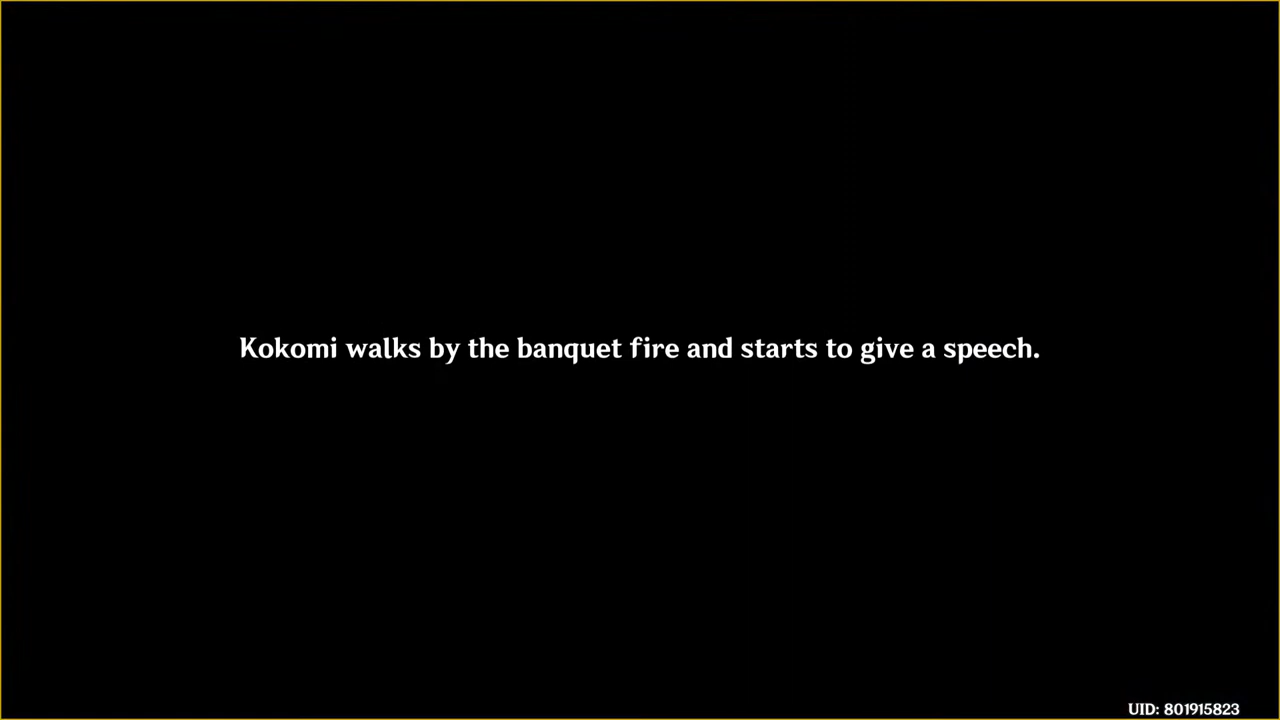 Kokomi walks by the banquet fire and starts to give a speech.
UID: 801915823